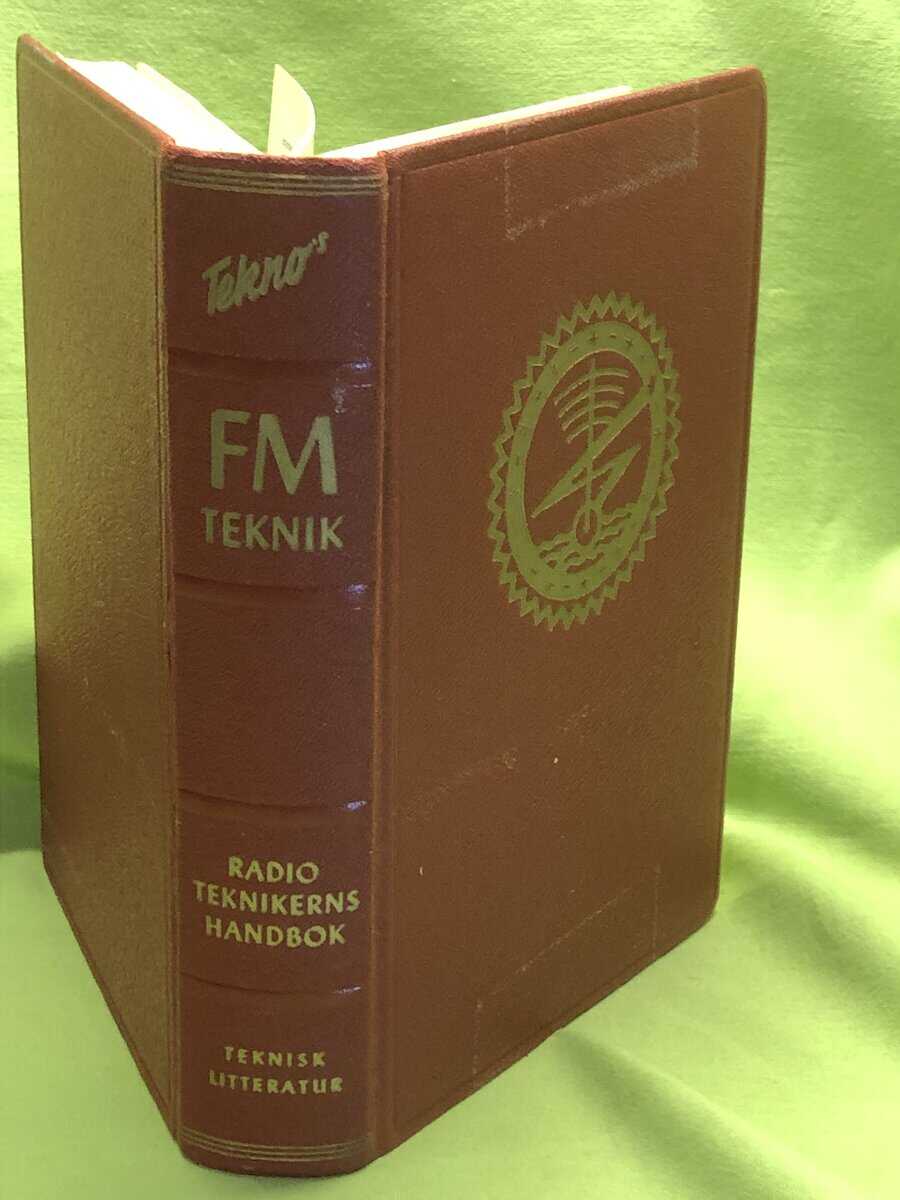 Tekno's
FM
TEKNIK
RADIO
TEKNIKERNS
HANDBOK
TEKNISK
LITTERATUR